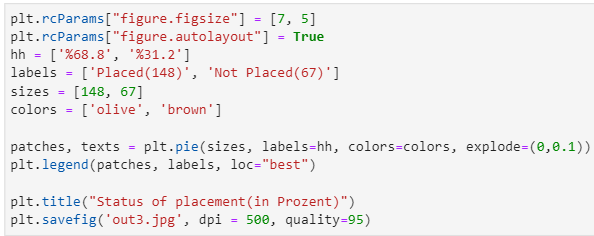 plt.rcParams["figure.figsize"] = [7, 5]
plt.rcParams["figure.autolayout"] = True
hh = ['%68.8', '%31.2']
labels = ['Placed(148)', 'Not Placed(67)']
sizes = [148, 67]
colors = ['olive', 'brown']

patches, texts = plt.pie(sizes, labels=hh, colors=colors, explode=(0,0.1))
plt.legend(patches, labels, loc="best")

plt.title("Status of placement(in Prozent)")
plt.savefig('out3.jpg', dpi = 500, quality=95)